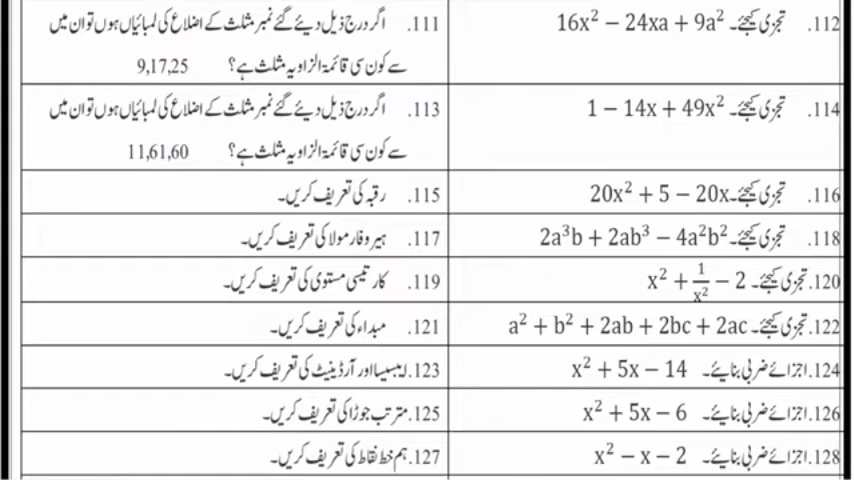 111. اگر درج ذیل دیئے گئے نمبر مثلث کے اضلاع کی لمبائیاں ہوں تو ان میں
سے کون سی قائمۃ الزاویہ مثلث ہے؟ 9,17,25
112. تجزی کیجئے۔ 16x² − 24xa + 9a²
113. اگر درج ذیل دیئے گئے نمبر مثلث کے اضلاع کی لمبائیاں ہوں تو ان میں
سے کون سی قائمۃ الزاویہ مثلث ہے؟ 11,61,60
114. تجزی کیجئے۔ 1 − 14x + 49x²
115. رقبہ کی تعریف کریں۔
116. تجزی کیجئے۔ 20x² + 5 − 20x
117. ہیرو فارمولا کی تعریف کریں۔
118. تجزی کیجئے۔ 2a³b + 2ab³ − 4a²b²
119. کارتیسی مستوی کی تعریف کریں۔
120. تجزی کیجئے۔ x² + 1/x² − 2
121. مبداء کی تعریف کریں۔
122. تجزی کیجئے۔ a² + b² + 2ab + 2bc + 2ac
123. ایبسیسا اور آرڈینیٹ کی تعریف کریں۔
124. اجزائے ضربی بنایئے۔ x² + 5x − 14
125. مترتب جوڑا کی تعریف کریں۔
126. اجزائے ضربی بنایئے۔ x² + 5x − 6
127. ہم خط نقاط کی تعریف کریں۔
128. اجزائے ضربی بنایئے۔ x² − x − 2